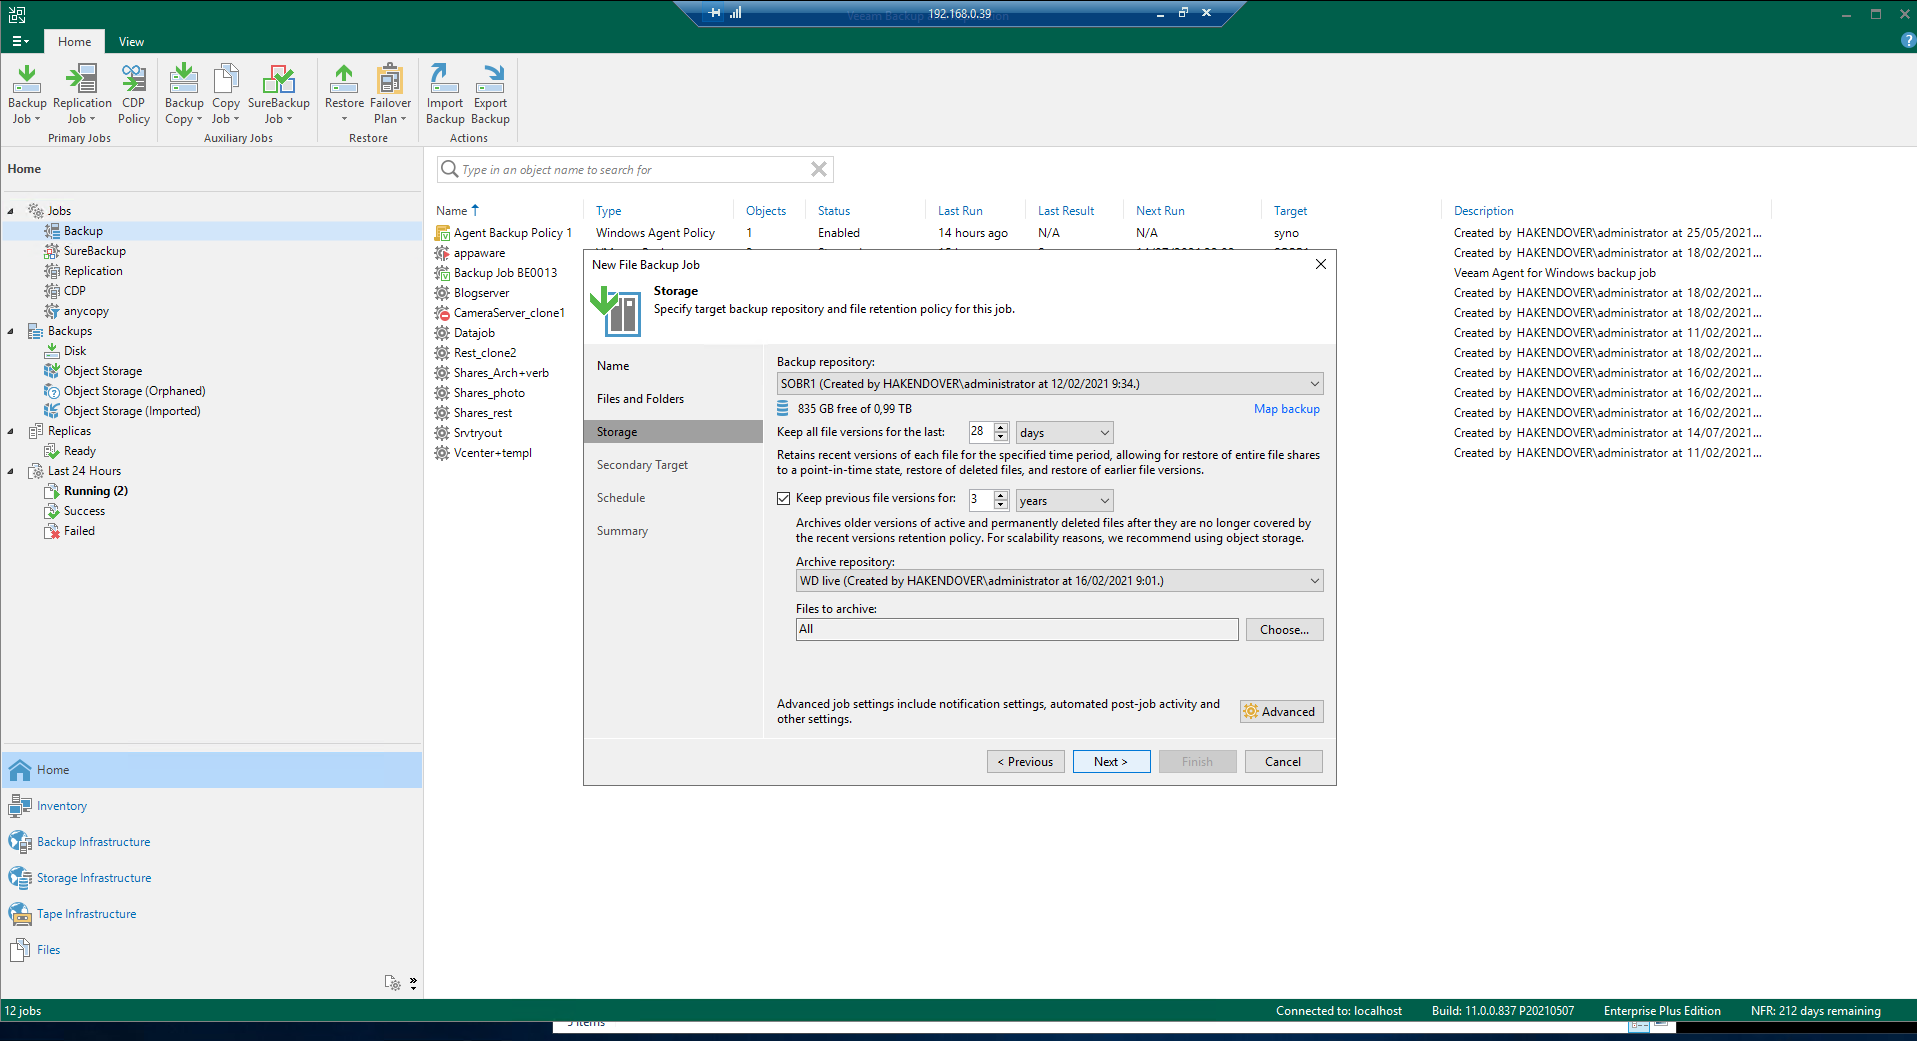 192.168.0.39
Home
View
Backup Job
Replication Job
CDP Policy
Primary Jobs
Backup Copy
Copy Job
SureBackup Job
Auxiliary Jobs
Restore
Failover Plan
Restore
Import Backup
Export Backup
Actions
Home
Type in an object name to search for
Jobs
Backup
SureBackup
Replication
CDP
anycopy
Backups
Disk
Object Storage
Object Storage (Orphaned)
Object Storage (Imported)
Replicas
Ready
Last 24 Hours
Running (2)
Success
Failed
Name Type Objects Status Last Run Last Result Next Run Target Description
Agent Backup Policy 1 Windows Agent Policy 1 Enabled 14 hours ago N/A N/A syno Created by HAKENDOVER\administrator at 25/05/2021...
appaware Created by HAKENDOVER\administrator at 18/02/2021...
Backup Job BE0013 Veeam Agent for Windows backup job
Blogserver Created by HAKENDOVER\administrator at 18/02/2021...
CameraServer_clone1 Created by HAKENDOVER\administrator at 18/02/2021...
Datajob Created by HAKENDOVER\administrator at 11/02/2021...
Rest_clone2 Created by HAKENDOVER\administrator at 18/02/2021...
Shares_Arch+verb Created by HAKENDOVER\administrator at 16/02/2021...
Shares_photo Created by HAKENDOVER\administrator at 16/02/2021...
Shares_rest Created by HAKENDOVER\administrator at 16/02/2021...
Srvtryout Created by HAKENDOVER\administrator at 14/07/2021...
Vcenter+templ Created by HAKENDOVER\administrator at 11/02/2021...
New File Backup Job
Storage
Specify target backup repository and file retention policy for this job.
Name
Files and Folders
Storage
Secondary Target
Schedule
Summary
Backup repository:
SOBR1 (Created by HAKENDOVER\administrator at 12/02/2021 9:34.)
835 GB free of 0,99 TB Map backup
Keep all file versions for the last: 28 days
Retains recent versions of each file for the specified time period, allowing for restore of entire file shares
to a point-in-time state, restore of deleted files, and restore of earlier file versions.
Keep previous file versions for: 3 years
Archives older versions of active and permanently deleted files after they are no longer covered by
the recent versions retention policy. For scalability reasons, we recommend using object storage.
Archive repository:
WD live (Created by HAKENDOVER\administrator at 16/02/2021 9:01.)
Files to archive:
All Choose...
Advanced job settings include notification settings, automated post-job activity and
other settings.
Advanced
< Previous Next > Finish Cancel
Home
Inventory
Backup Infrastructure
Storage Infrastructure
Tape Infrastructure
Files
12 jobs Connected to: localhost Build: 11.0.0.837 P20210507 Enterprise Plus Edition NFR: 212 days remaining